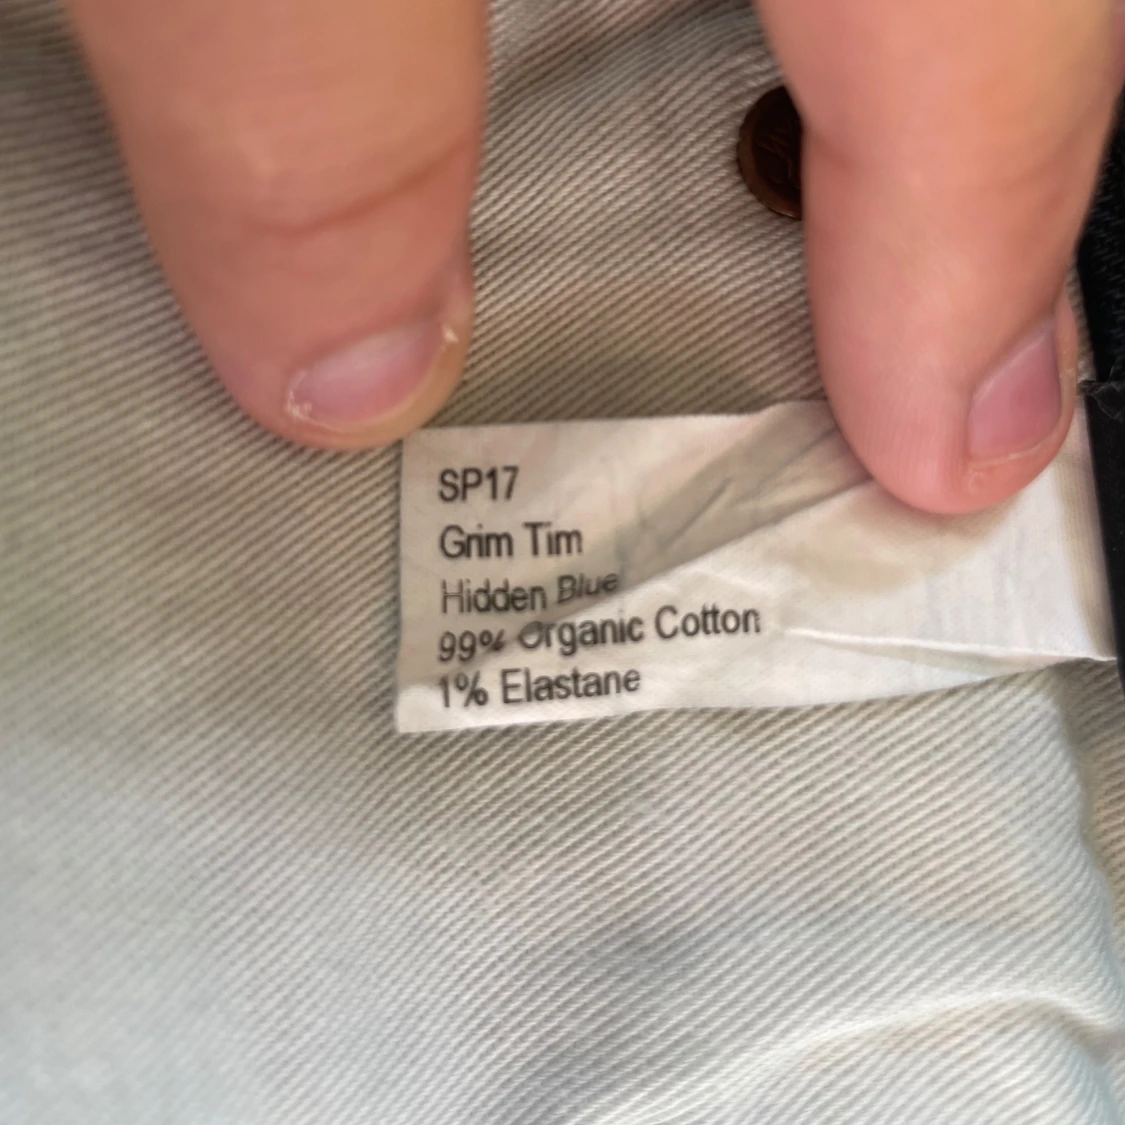 SP17
Grim Tim
Hidden Blue
99% Organic Cotton
1% Elastane